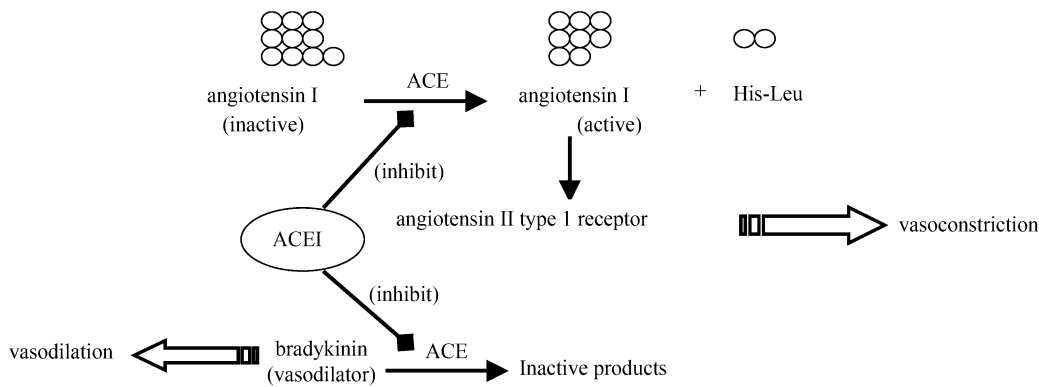 ACE
angiotensin I
(inactive)
angiotensin I
(active)
+
His-Leu
(inhibit)
angiotensin II type 1 receptor
ACEI
vasoconstriction
(inhibit)
vasodilation
bradykinin
(vasodilator)
ACE
Inactive products